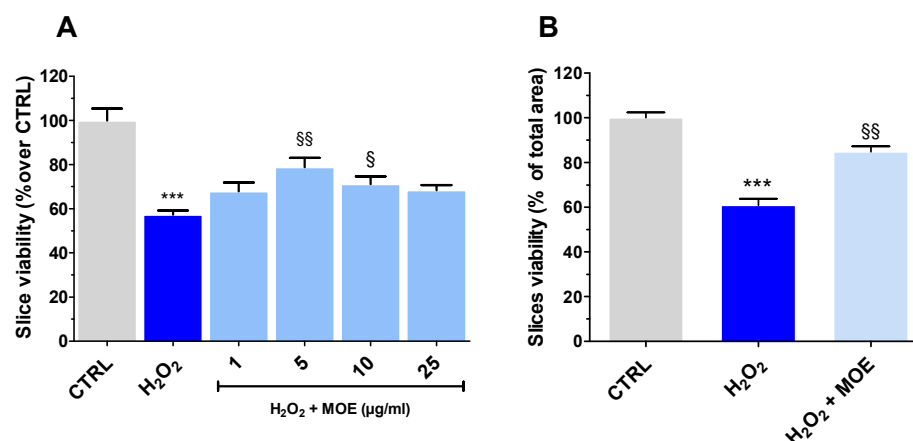 A
Slice viability (%over CTRL)
120
100
80
60
40
20
0
***
§§
§
CTRL
H₂O₂
1
5
10
25
H₂O₂ + MOE (µg/ml)
B
Slices viability (% of total area)
120
100
80
60
40
20
0
***
§§
CTRL
H₂O₂
H₂O₂ + MOE